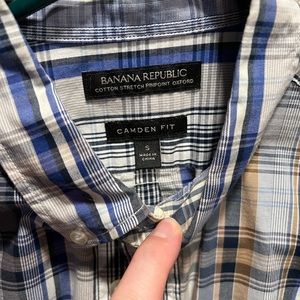 BANANA REPUBLIC
COTTON STRETCH PINPOINT OXFORD
CAMDEN FIT
S
MADE IN
CHINA